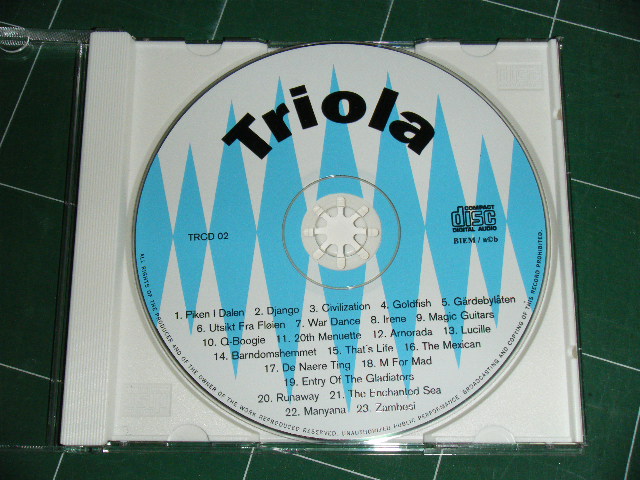 Triola
TRCD 02
COMPACT
disc
DIGITAL AUDIO
BIEM / n©b
1. Piken I Dalen 2. Django 3. Civilization 4. Goldfish 5. Gårdebylåten
6. Utsikt Fra Fløien 7. War Dance 8. Irene 9. Magic Guitars
10. Q-Boogie 11. 20th Menuette 12. Arnorada 13. Lucille
14. Barndomshemmet 15. That's Life 16. The Mexican
17. De Naere Ting 18. M For Mad
19. Entry Of The Gladiators
20. Runaway 21. The Enchanted Sea
22. Manyana 23. Zambesi
ALL RIGHTS OF THE PRODUCER AND OF THE OWNER OF THE WORK REPRODUCED RESERVED. UNAUTHORIZED PUBLIC PERFORMANCE, BROADCASTING AND COPYING OF THIS RECORD PROHIBITED.